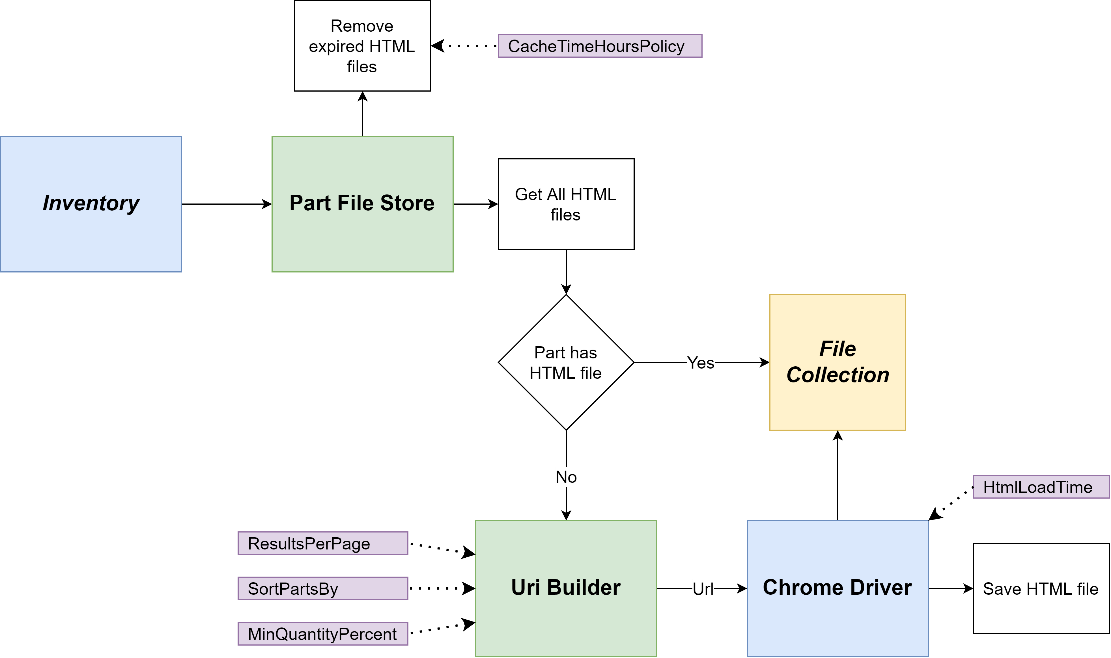 Remove
expired HTML
files
CacheTimeHoursPolicy
Inventory
Part File Store
Get All HTML
files
Part has
HTML file
Yes
File
Collection
No
HtmlLoadTime
ResultsPerPage
SortPartsBy
MinQuantityPercent
Uri Builder
Url
Chrome Driver
Save HTML file